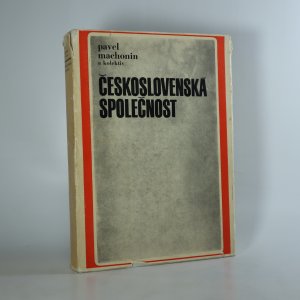 pavel
machonin
a kolektiv
ČESKOSLOVENSKÁ
SPOLEČNOST